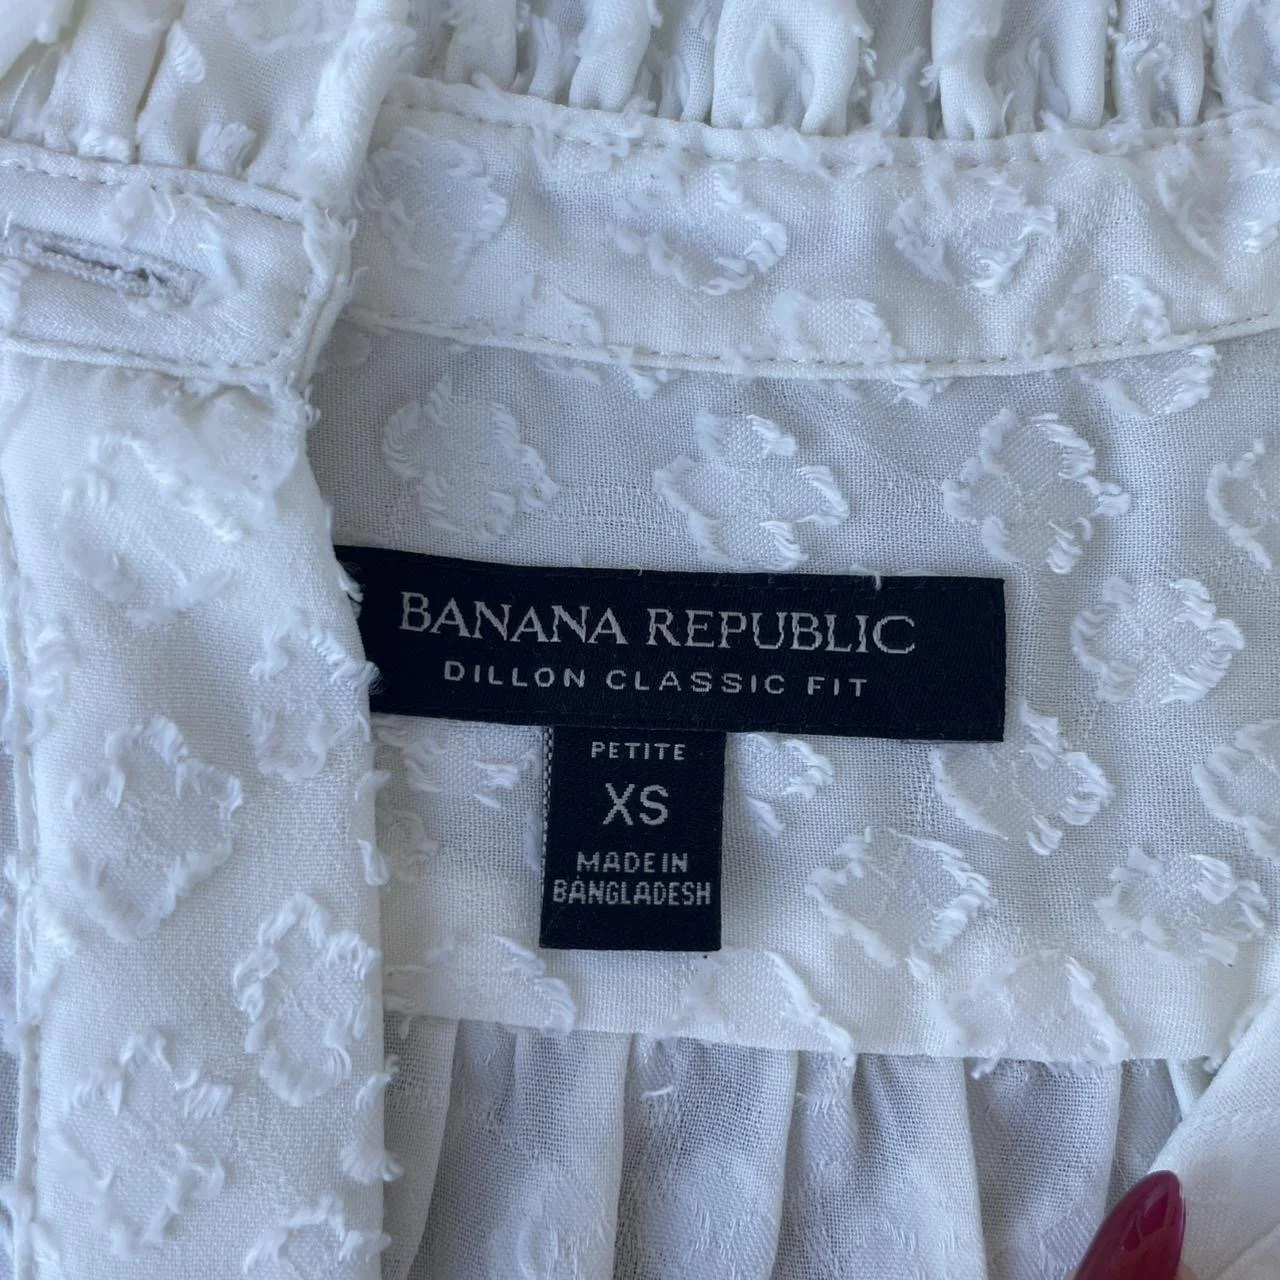 BANANA REPUBLIC
DILLON CLASSIC FIT
PETITE
XS
MADE IN
BANGLADESH